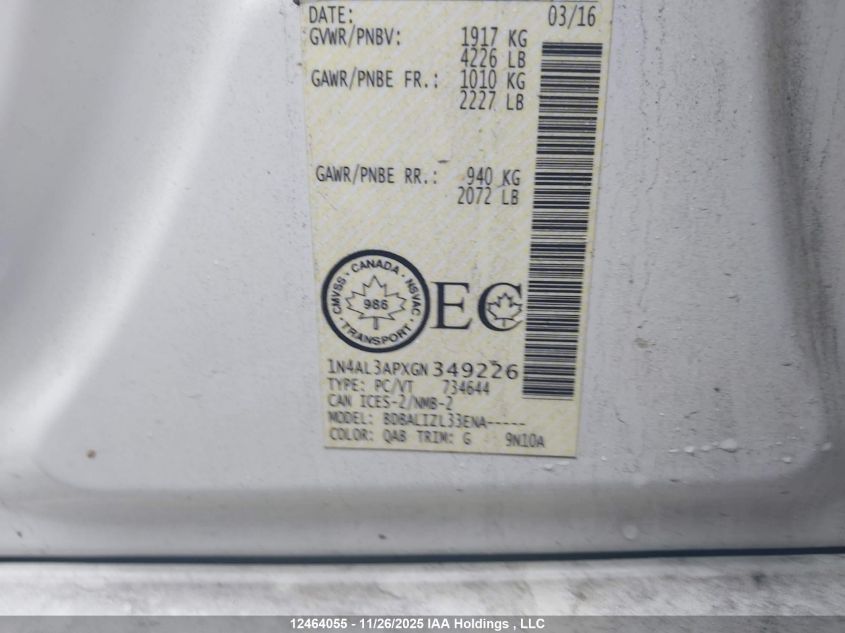 DATE: 03/16
GVWR/PNBV: 1917 KG
4226 LB
GAWR/PNBE FR.: 1010 KG
2227 LB
GAWR/PNBE RR.: 940 KG
2072 LB
CMVSS · CANADA · NSVAC · TRANSPORT ·
986
EC
1N4AL3APXGN 349226
TYPE: PC/VT 734644
CAN ICES-2/NMB-2
MODEL: BDBALIZL33ENA-----
COLOR: QAB TRIM: G 9N10A
12464055 - 11/26/2025 IAA Holdings , LLC